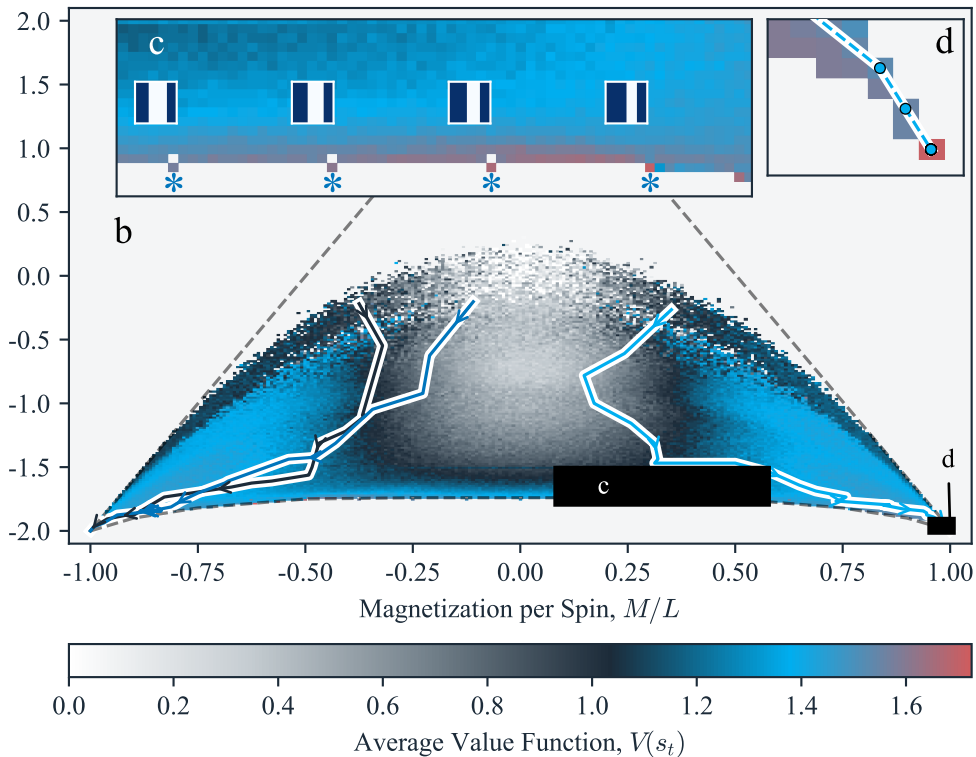 2.0
1.5
1.0
0.5
0.0
-0.5
-1.0
-1.5
-2.0
c
* * * *
d
b
c
d
-1.00 -0.75 -0.50 -0.25 0.00 0.25 0.50 0.75 1.00
Magnetization per Spin, M/L
0.0 0.2 0.4 0.6 0.8 1.0 1.2 1.4 1.6
Average Value Function, V(s_t)